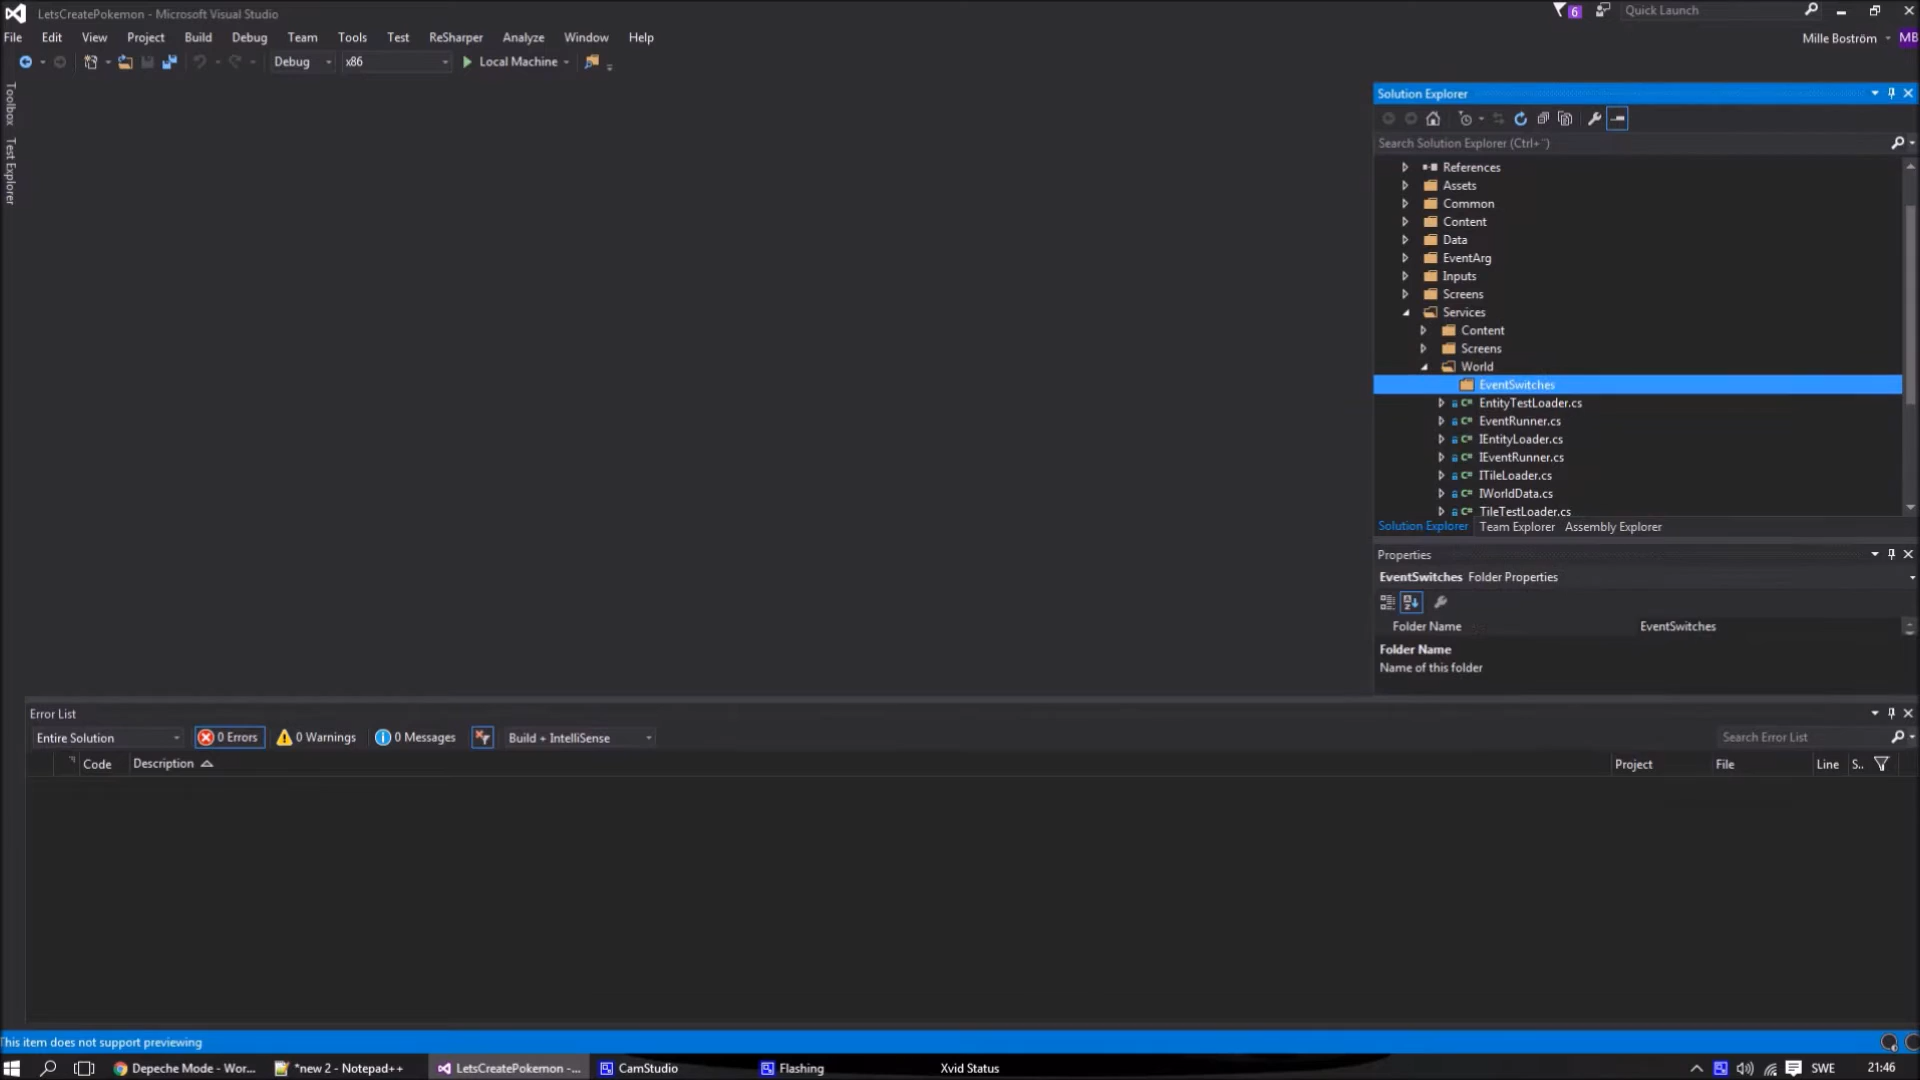 LetsCreatePokemon - Microsoft Visual Studio
6
Quick Launch
File Edit View Project Build Debug Team Tools Test ReSharper Analyze Window Help
Mille Boström
MB
Debug x86 Local Machine
Toolbox
Test Explorer
Solution Explorer
Search Solution Explorer (Ctrl+¨)
References
Assets
Common
Content
Data
EventArg
Inputs
Screens
Services
Content
Screens
World
EventSwitches
C# EntityTestLoader.cs
C# EventRunner.cs
C# IEntityLoader.cs
C# IEventRunner.cs
C# ITileLoader.cs
C# IWorldData.cs
C# TileTestLoader.cs
Solution Explorer Team Explorer Assembly Explorer
Properties
EventSwitches Folder Properties
Folder Name EventSwitches
Folder Name
Name of this folder
Error List
Entire Solution 0 Errors 0 Warnings 0 Messages Build + IntelliSense
Search Error List
Code Description Project File Line S..
This item does not support previewing
Depeche Mode - Wor... *new 2 - Notepad++ LetsCreatePokemon -... CamStudio Flashing Xvid Status
SWE 21:46